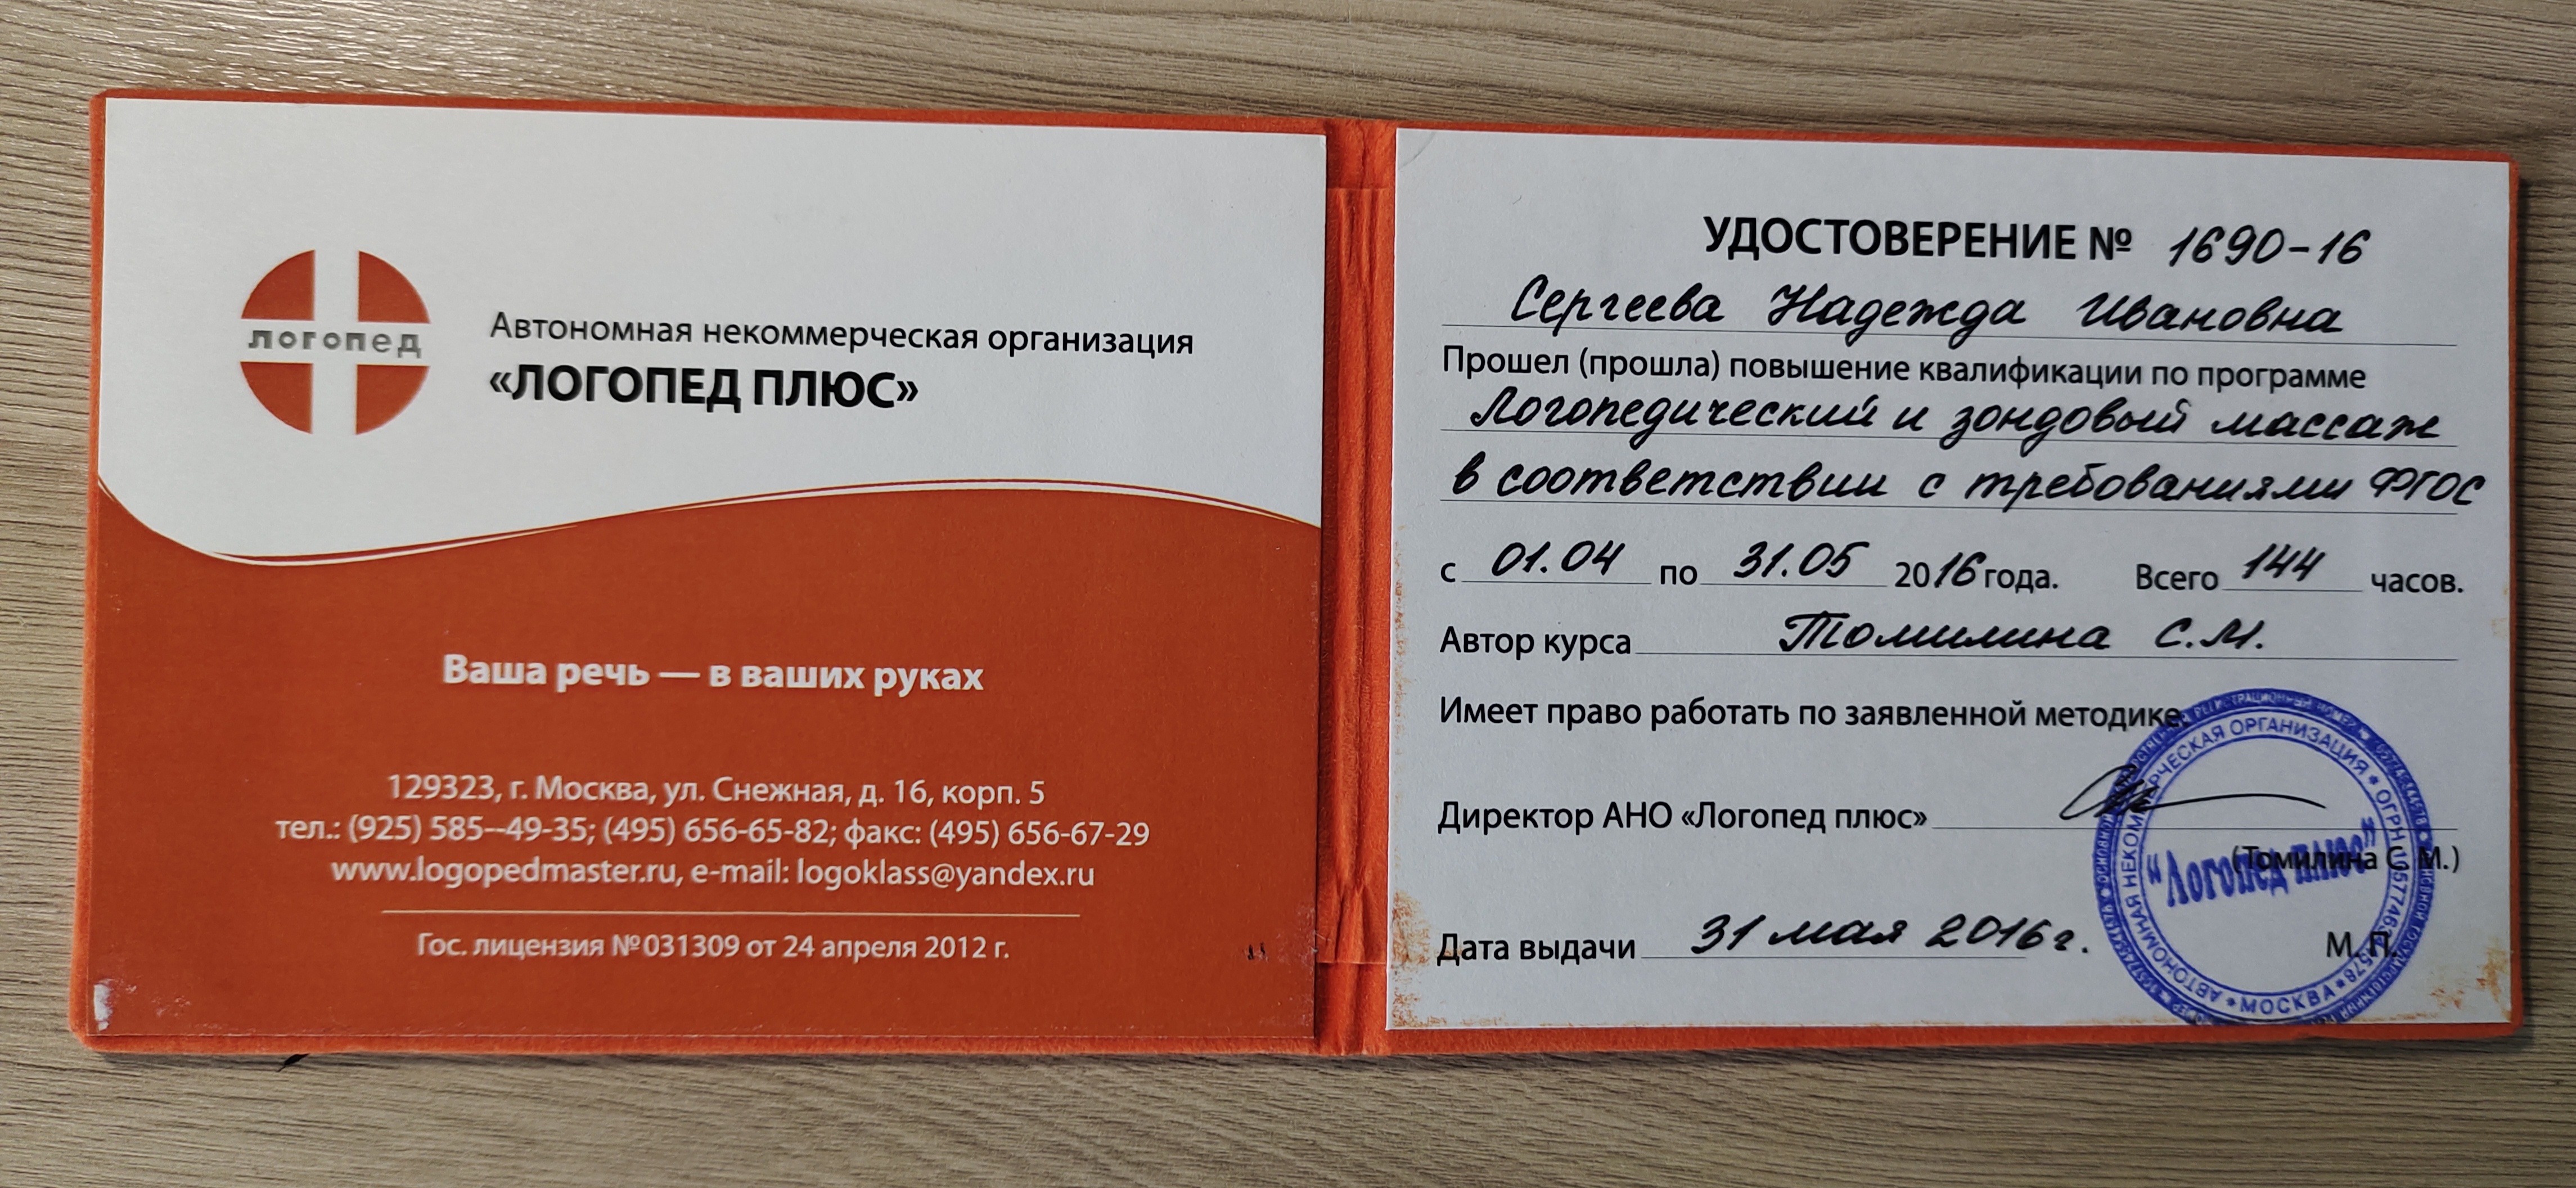 логопед
Автономная некоммерческая организация
«ЛОГОПЕД ПЛЮС»
Ваша речь — в ваших руках
129323, г. Москва, ул. Снежная, д. 16, корп. 5
тел.: (925) 585--49-35; (495) 656-65-82; факс: (495) 656-67-29
www.logopedmaster.ru, e-mail: logoklass@yandex.ru
Гос. лицензия №031309 от 24 апреля 2012 г.
УДОСТОВЕРЕНИЕ № 1690-16
Сергеева Надежда Ивановна
Прошел (прошла) повышение квалификации по программе
Логопедический и зондовый массаж
в соответствии с требованиями ФГОС
с 01.04 по 31.05 2016 года. Всего 144 часов.
Автор курса Томилина С.М.
Имеет право работать по заявленной методике.
Директор АНО «Логопед плюс»
(Томилина С.М.)
Дата выдачи 31 мая 2016 г.
М.П.
АВТОНОМНАЯ НЕКОММЕРЧЕСКАЯ ОРГАНИЗАЦИЯ * ОГРН
"Логопед плюс"
* МОСКВА *